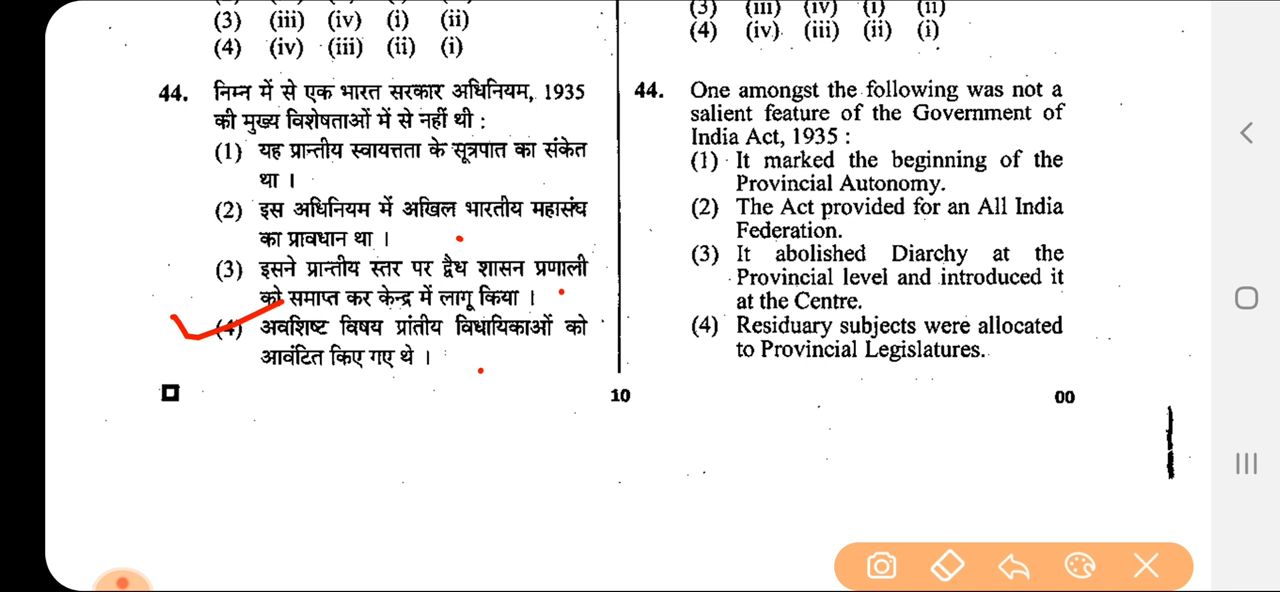 (3) (iii) (iv) (i) (ii)
(4) (iv) (iii) (ii) (i)
44. निम्न में से एक भारत सरकार अधिनियम, 1935
की मुख्य विशेषताओं में से नहीं थी :
(1) यह प्रान्तीय स्वायत्तता के सूत्रपात का संकेत
था ।
(2) इस अधिनियम में अखिल भारतीय महासंघ
का प्रावधान था ।
(3) इसने प्रान्तीय स्तर पर द्वैध शासन प्रणाली
को समाप्त कर केन्द्र में लागू किया ।
(4) अवशिष्ट विषय प्रांतीय विधायिकाओं को
आवंटित किए गए थे ।
(3) (iii) (iv) (i) (ii)
(4) (iv) (iii) (ii) (i)
44. One amongst the following was not a
salient feature of the Government of
India Act, 1935 :
(1) It marked the beginning of the
Provincial Autonomy.
(2) The Act provided for an All India
Federation.
(3) It abolished Diarchy at the
Provincial level and introduced it
at the Centre.
(4) Residuary subjects were allocated
to Provincial Legislatures.
10
00